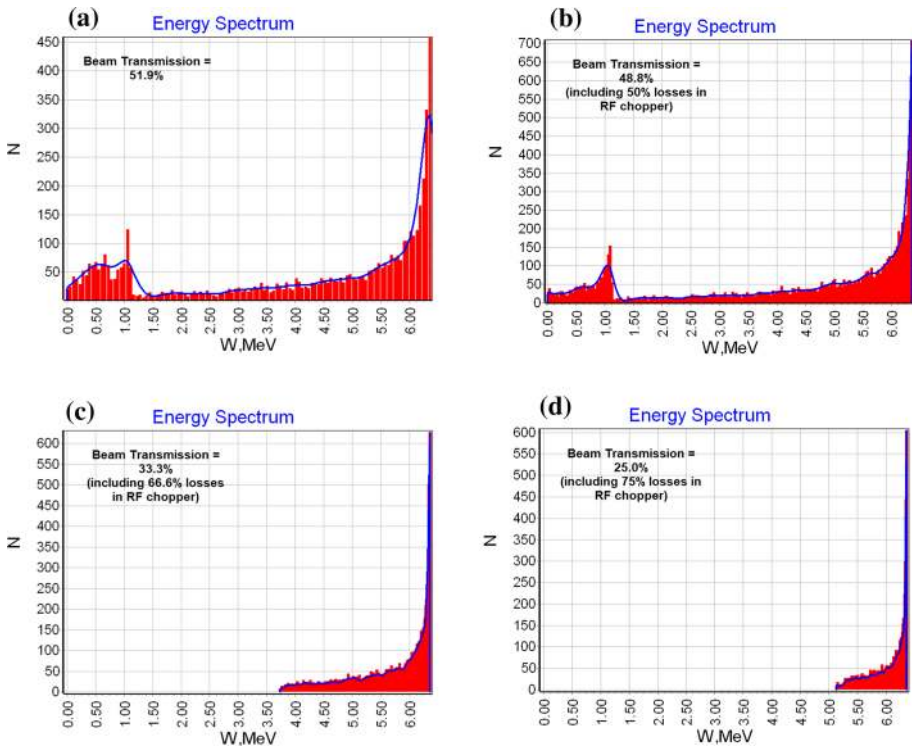 (a)
Energy Spectrum
Beam Transmission =
51.9%
N
450
400
350
300
250
200
150
100
50
0.00 0.50 1.00 1.50 2.00 2.50 3.00 3.50 4.00 4.50 5.00 5.50 6.00
W,MeV
(b)
Energy Spectrum
Beam Transmission =
48.8%
(including 50% losses in
RF chopper)
N
700
650
600
550
500
450
400
350
300
250
200
150
100
50
0
0.00 0.50 1.00 1.50 2.00 2.50 3.00 3.50 4.00 4.50 5.00 5.50 6.00
W,MeV
(c)
Energy Spectrum
Beam Transmission =
33.3%
(including 66.6% losses
in RF chopper)
N
600
550
500
450
400
350
300
250
200
150
100
50
0
0.00 0.50 1.00 1.50 2.00 2.50 3.00 3.50 4.00 4.50 5.00 5.50 6.00
W,MeV
(d)
Energy Spectrum
Beam Transmission =
25.0%
(including 75% losses in
RF chopper)
N
600
550
500
450
400
350
300
250
200
150
100
50
0
0.00 0.50 1.00 1.50 2.00 2.50 3.00 3.50 4.00 4.50 5.00 5.50 6.00
W,MeV